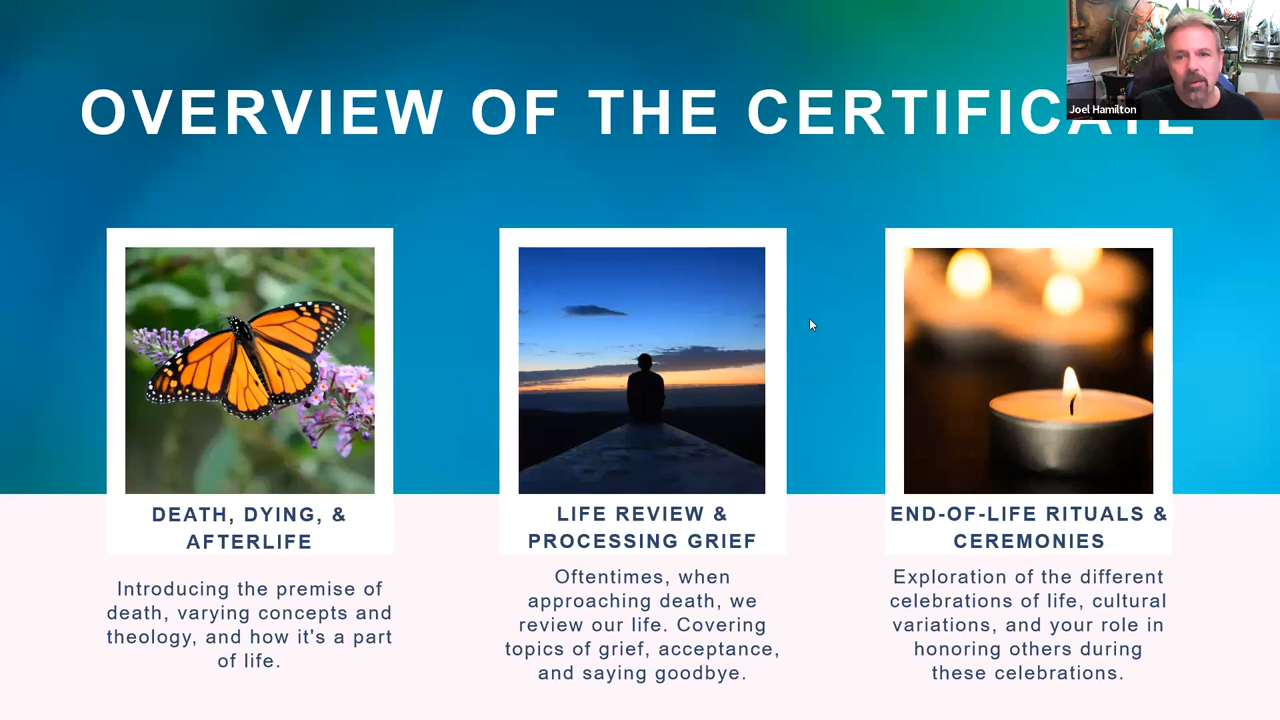 OVERVIEW OF THE CERTIFICATE
Joel Hamilton
DEATH, DYING, &
AFTERLIFE
Introducing the premise of
death, varying concepts and
theology, and how it's a part
of life.
LIFE REVIEW &
PROCESSING GRIEF
Oftentimes, when
approaching death, we
review our life. Covering
topics of grief, acceptance,
and saying goodbye.
END-OF-LIFE RITUALS &
CEREMONIES
Exploration of the different
celebrations of life, cultural
variations, and your role in
honoring others during
these celebrations.